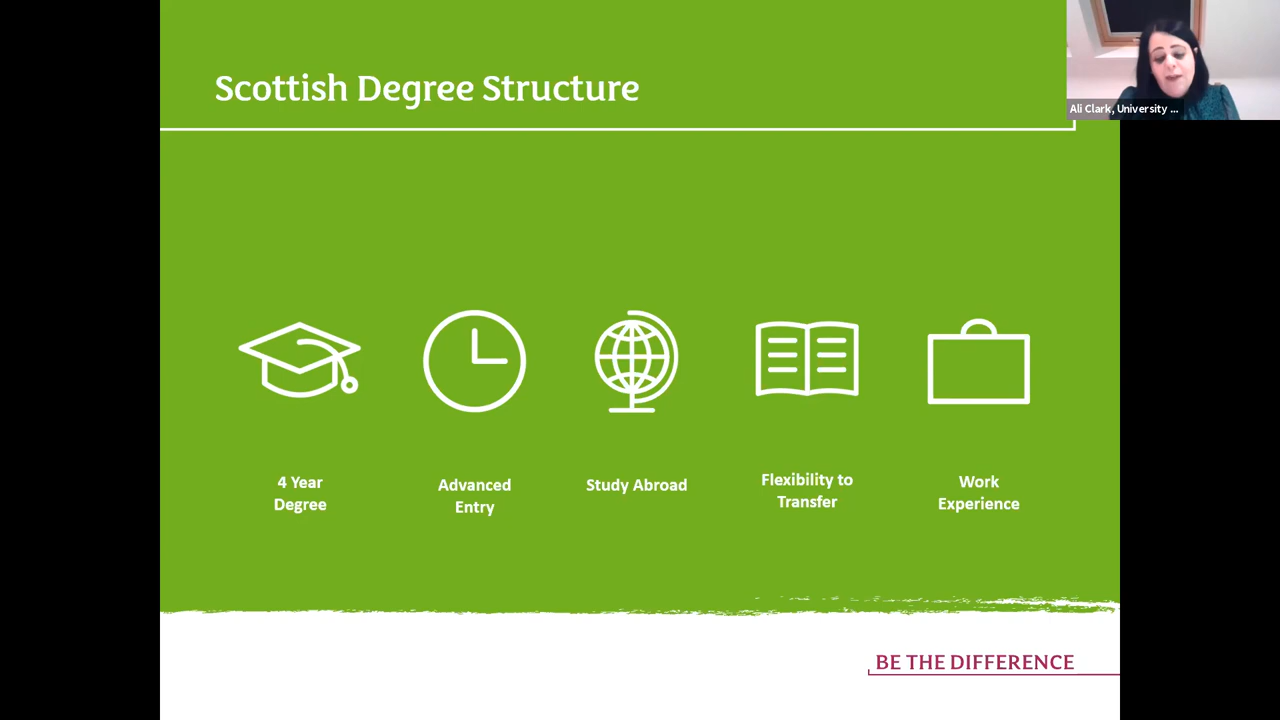 Scottish Degree Structure
Ali Clark, University ...
4 Year
Degree
Advanced
Entry
Study Abroad
Flexibility to
Transfer
Work
Experience
BE THE DIFFERENCE